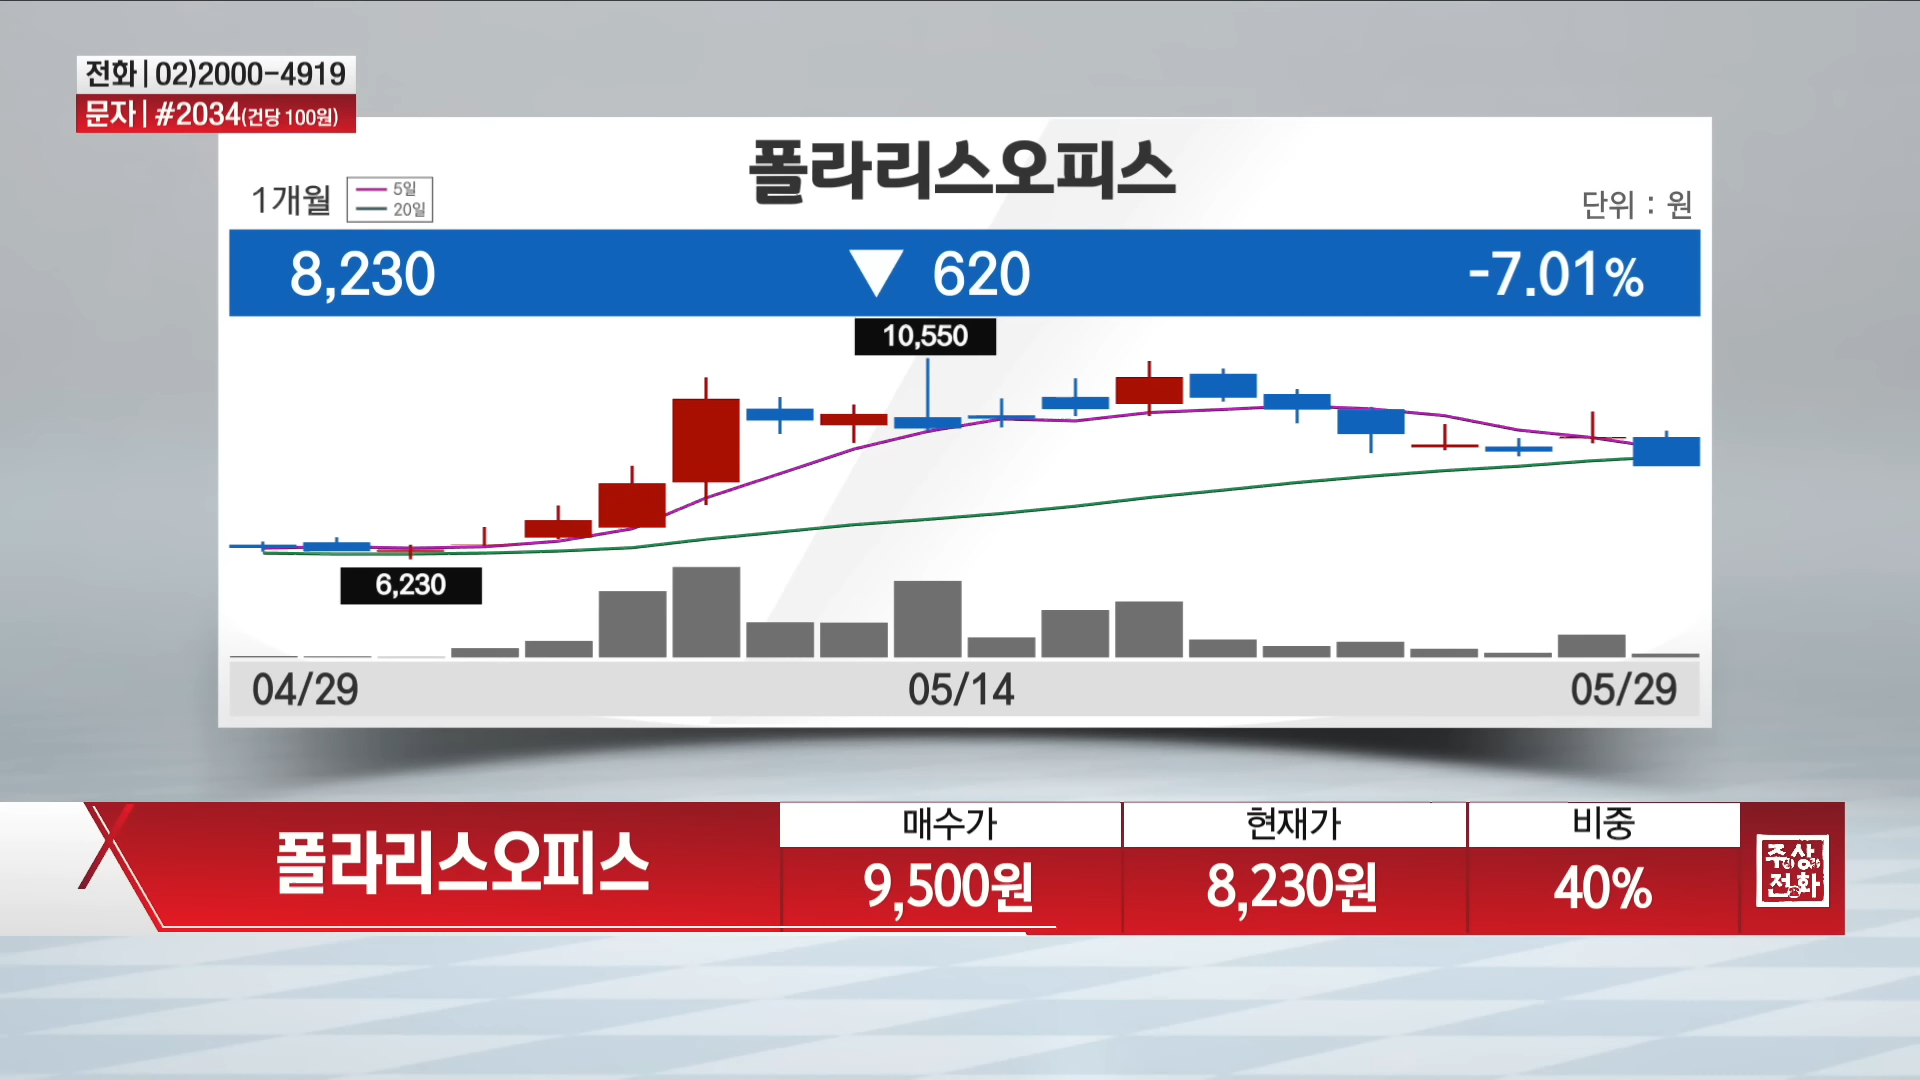 전화 | 02)2000-4919
문자 | #2034(건당 100원)
폴라리스오피스
1개월
5일
20일
단위 : 원
8,230 ▼ 620 -7.01%
10,550
6,230
04/29 05/14 05/29
폴라리스오피스
매수가 현재가 비중
9,500원 8,230원 40%
주상
전화